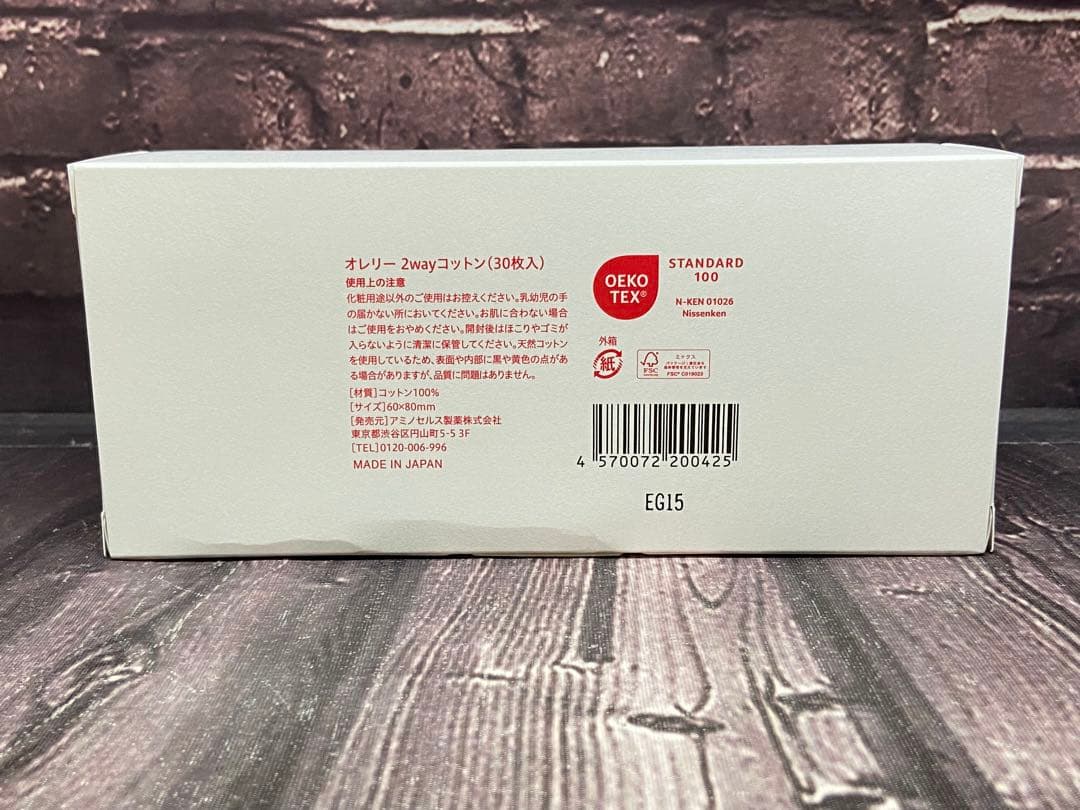 オレリー 2wayコットン(30枚入)
使用上の注意
化粧用途以外のご使用はお控えください。乳幼児の手
の届かない所においてください。お肌に合わない場合
はご使用をおやめください。開封後はほこりやゴミが
入らないように清潔に保管してください。天然コットン
を使用しているため、表面や内部に黒や黄色の点があ
る場合がありますが、品質に問題はありません。
[材質]コットン100%
[サイズ]60×80mm
[発売元]アミノセルス製薬株式会社
東京都渋谷区円山町5-5 3F
[TEL]0120-006-996
MADE IN JAPAN
OEKO
TEX®
STANDARD
100
N-KEN 01026
Nissenken
外箱
紙
FSC
ミックス
FSC® C019023
4 570072 200425
EG15